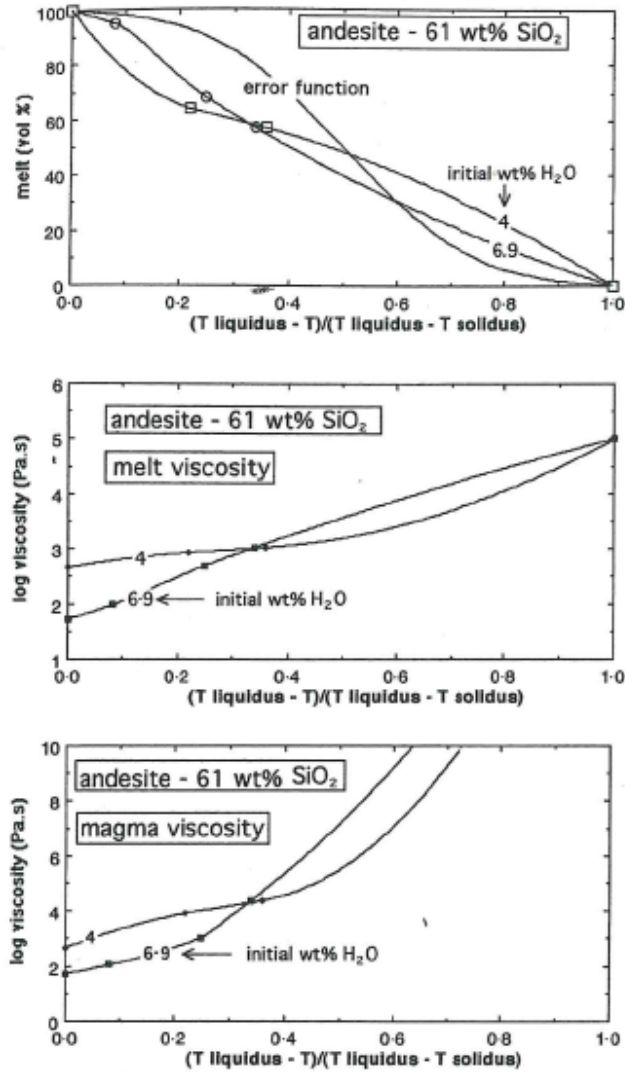 andesite - 61 wt% SiO₂
error function
initial wt% H₂O
4
6.9
melt (vol %)
100
80
60
40
20
0
0·0
0·2
0·4
0·6
0·8
1·0
(T liquidus - T)/(T liquidus - T solidus)
andesite - 61 wt% SiO₂
melt viscosity
4
6·9
initial wt% H₂O
log viscosity (Pa.s)
6
5
4
3
2
1
0·0
0·2
0·4
0·6
0·8
1·0
(T liquidus - T)/(T liquidus - T solidus)
andesite - 61 wt% SiO₂
magma viscosity
4
6·9
initial wt% H₂O
log viscosity (Pa.s)
10
8
6
4
2
0
0·0
0·2
0·4
0·6
0·8
1·0
(T liquidus - T)/(T liquidus - T solidus)